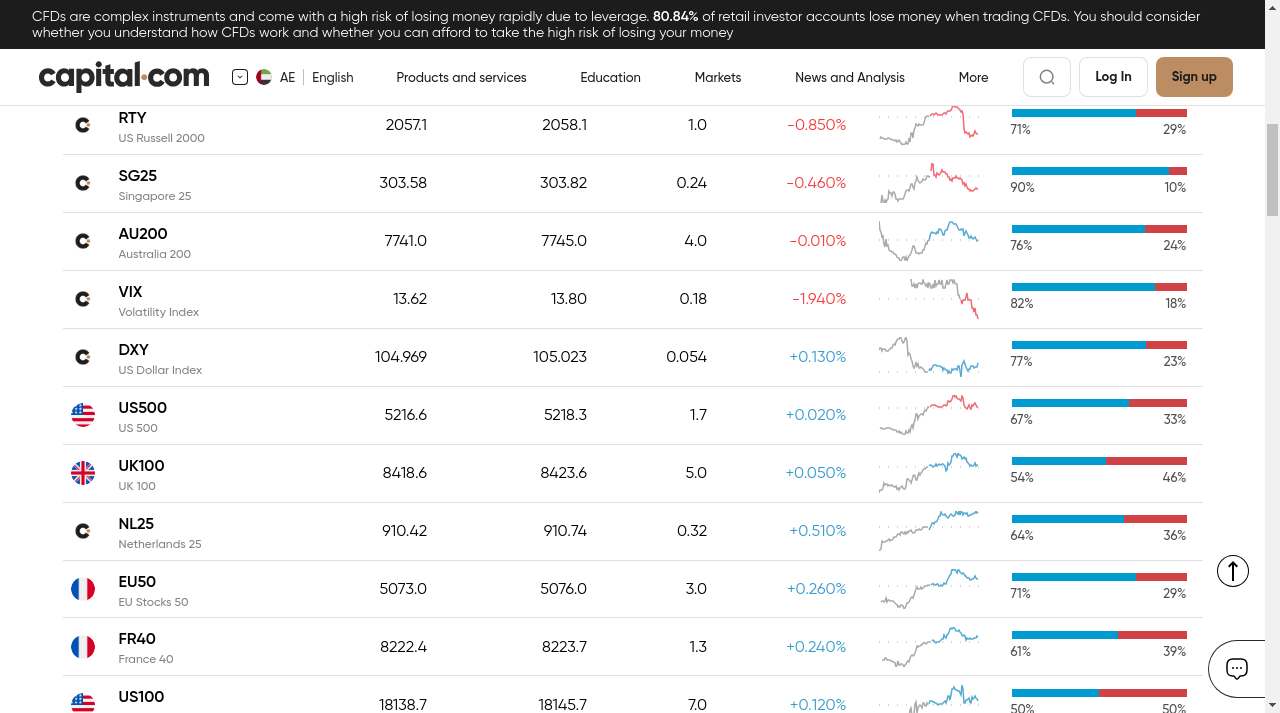 CFDs are complex instruments and come with a high risk of losing money rapidly due to leverage. 80.84% of retail investor accounts lose money when trading CFDs. You should consider
whether you understand how CFDs work and whether you can afford to take the high risk of losing your money
capital.com AE English Products and services Education Markets News and Analysis More Log In Sign up
RTY 2057.1 2058.1 1.0 -0.850%
US Russell 2000 71% 29%
SG25 303.58 303.82 0.24 -0.460%
Singapore 25 90% 10%
AU200 7741.0 7745.0 4.0 -0.010%
Australia 200 76% 24%
VIX 13.62 13.80 0.18 -1.940%
Volatility Index 82% 18%
DXY 104.969 105.023 0.054 +0.130%
US Dollar Index 77% 23%
US500 5216.6 5218.3 1.7 +0.020%
US 500 67% 33%
UK100 8418.6 8423.6 5.0 +0.050%
UK 100 54% 46%
NL25 910.42 910.74 0.32 +0.510%
Netherlands 25 64% 36%
EU50 5073.0 5076.0 3.0 +0.260%
EU Stocks 50 71% 29%
FR40 8222.4 8223.7 1.3 +0.240%
France 40 61% 39%
US100 18138.7 18145.7 7.0 +0.120%
50% 50%